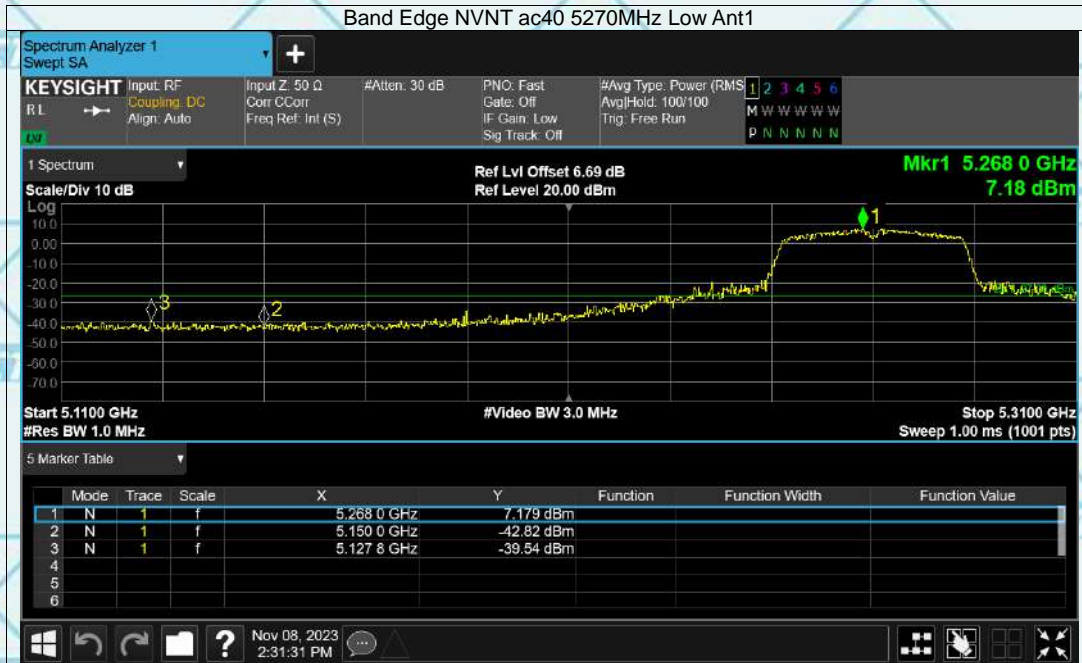 Band Edge NVNT ac40 5270MHz Low Ant1
Spectrum Analyzer 1
Swept SA
+
KEYSIGHT Input: RF Input Z: 50 Ω #Atten: 30 dB PNO: Fast #Avg Type: Power (RMS 1 2 3 4 5 6
RL Coupling: DC Corr CCorr Gate: Off Avg|Hold: 100/100 M W W W W W
Align: Auto Freq Ref: Int (S) IF Gain: Low Trig: Free Run
Sig Track: Off P N N N N N
LXI
1 Spectrum Ref Lvl Offset 6.69 dB Mkr1 5.268 0 GHz
Scale/Div 10 dB Ref Level 20.00 dBm 7.18 dBm
Log
10.0
0.00
-10.0
-20.0
-30.0
-40.0
-50.0
-60.0
-70.0
1
3
2
Start 5.1100 GHz #Video BW 3.0 MHz Stop 5.3100 GHz
#Res BW 1.0 MHz Sweep 1.00 ms (1001 pts)
5 Marker Table
Mode Trace Scale X Y Function Function Width Function Value
1 N 1 f 5.268 0 GHz 7.179 dBm
2 N 1 f 5.150 0 GHz -42.82 dBm
3 N 1 f 5.127 8 GHz -39.54 dBm
4
5
6
? Nov 08, 2023
2:31:31 PM